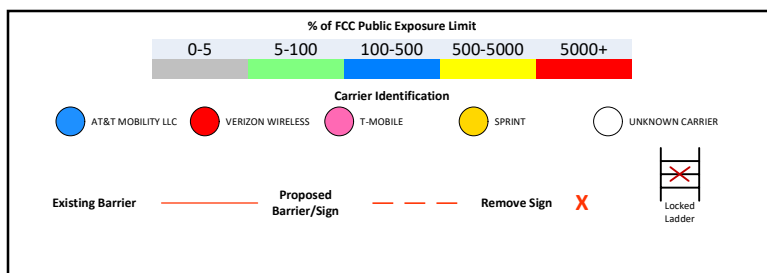 % of FCC Public Exposure Limit
0-5 5-100 100-500 500-5000 5000+
Carrier Identification
AT&T MOBILITY LLC VERIZON WIRELESS T-MOBILE SPRINT UNKNOWN CARRIER
Existing Barrier Proposed Barrier/Sign Remove Sign X
Locked
Ladder